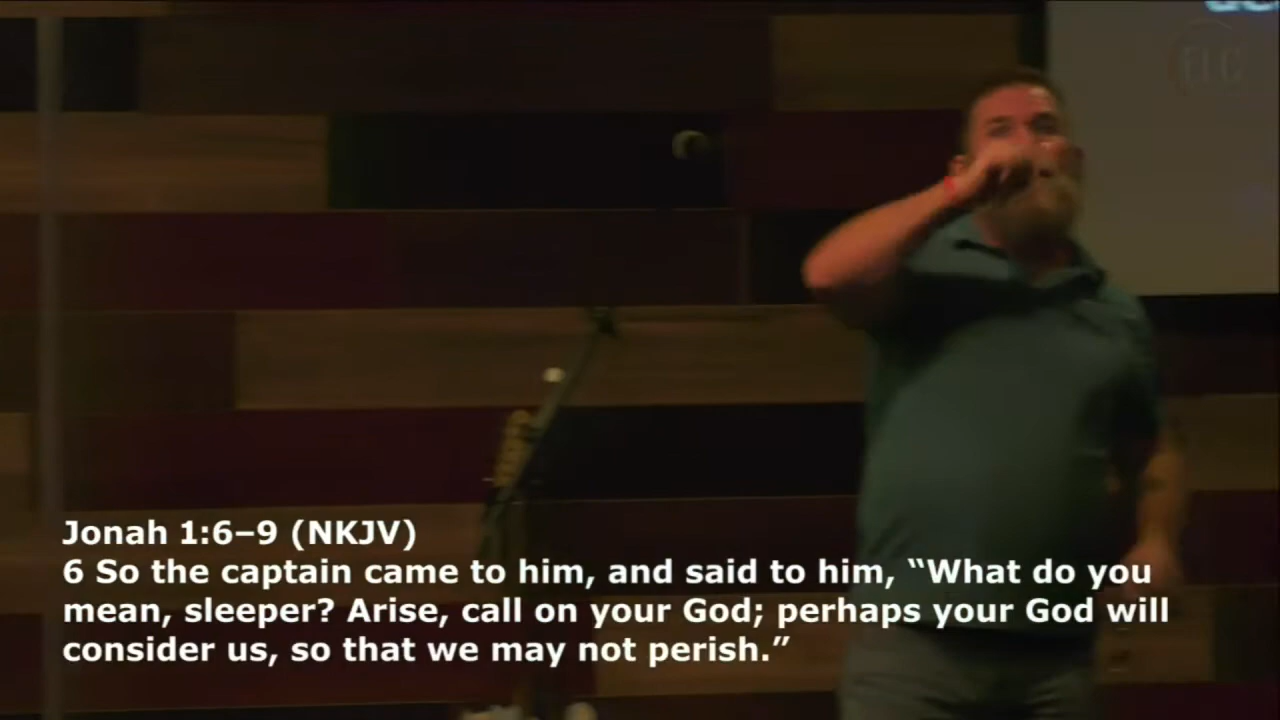 ELC
Jonah 1:6–9 (NKJV)
6 So the captain came to him, and said to him, “What do you
mean, sleeper? Arise, call on your God; perhaps your God will
consider us, so that we may not perish.”